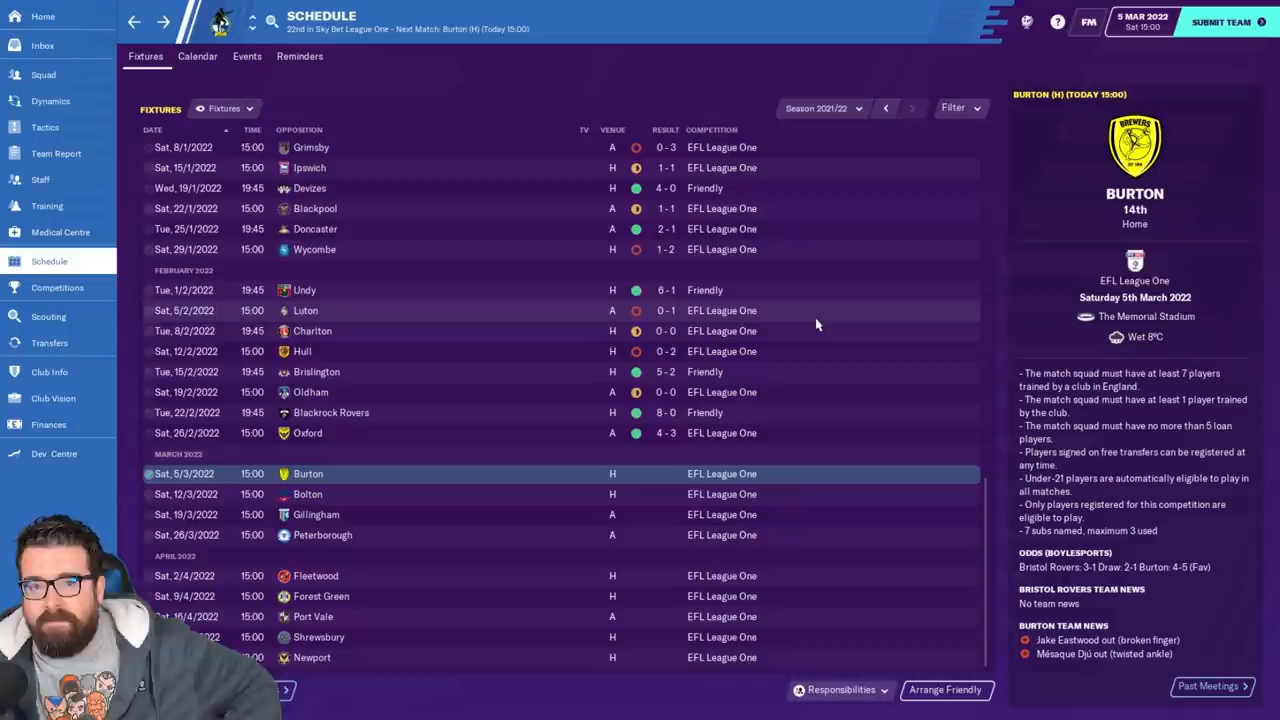 Home
Inbox
Squad
Dynamics
Tactics
Team Report
Staff
Training
Medical Centre
Schedule
Competitions
Scouting
Transfers
Club Info
Club Vision
Finances
Dev. Centre
SCHEDULE
22nd in Sky Bet League One - Next Match: Burton (H) (Today 15:00)
? FM
5 MAR 2022
Sat 15:00
SUBMIT TEAM
Fixtures Calendar Events Reminders
FIXTURES Fixtures Season 2021/22 Filter
DATE TIME OPPOSITION TV VENUE RESULT COMPETITION
Sat, 8/1/2022 15:00 Grimsby A 0 - 3 EFL League One
Sat, 15/1/2022 15:00 Ipswich H 1 - 1 EFL League One
Wed, 19/1/2022 19:45 Devizes H 4 - 0 Friendly
Sat, 22/1/2022 15:00 Blackpool A 1 - 1 EFL League One
Tue, 25/1/2022 19:45 Doncaster A 2 - 1 EFL League One
Sat, 29/1/2022 15:00 Wycombe H 1 - 2 EFL League One
FEBRUARY 2022
Tue, 1/2/2022 19:45 Undy H 6 - 1 Friendly
Sat, 5/2/2022 15:00 Luton A 0 - 1 EFL League One
Tue, 8/2/2022 19:45 Charlton H 0 - 0 EFL League One
Sat, 12/2/2022 15:00 Hull H 0 - 2 EFL League One
Tue, 15/2/2022 19:45 Brislington H 5 - 2 Friendly
Sat, 19/2/2022 15:00 Oldham A 0 - 0 EFL League One
Tue, 22/2/2022 19:45 Blackrock Rovers H 8 - 0 Friendly
Sat, 26/2/2022 15:00 Oxford A 4 - 3 EFL League One
MARCH 2022
Sat, 5/3/2022 15:00 Burton H EFL League One
Sat, 12/3/2022 15:00 Bolton H EFL League One
Sat, 19/3/2022 15:00 Gillingham A EFL League One
Sat, 26/3/2022 15:00 Peterborough A EFL League One
APRIL 2022
Sat, 2/4/2022 15:00 Fleetwood H EFL League One
Sat, 9/4/2022 15:00 Forest Green H EFL League One
16/4/2022 15:00 Port Vale A EFL League One
/2022 15:00 Shrewsbury H EFL League One
Newport H EFL League One
Responsibilities Arrange Friendly
BURTON (H) (TODAY 15:00)
BREWERS
BURTON
14th
Home
EFL League One
Saturday 5th March 2022
The Memorial Stadium
Wet 8ºC
- The match squad must have at least 7 players
trained by a club in England.
- The match squad must have at least 1 player trained
by the club.
- The match squad must have no more than 5 loan
players.
- Players signed on free transfers can be registered at
any time.
- Under-21 players are automatically eligible to play in
all matches.
- Only players registered for this competition are
eligible to play.
- 7 subs named, maximum 3 used
ODDS (BOYLESPORTS)
Bristol Rovers: 3-1 Draw: 2-1 Burton: 4-5 (Fav)
BRISTOL ROVERS TEAM NEWS
No team news
BURTON TEAM NEWS
Jake Eastwood out (broken finger)
Mésaque Djú out (twisted ankle)
Past Meetings